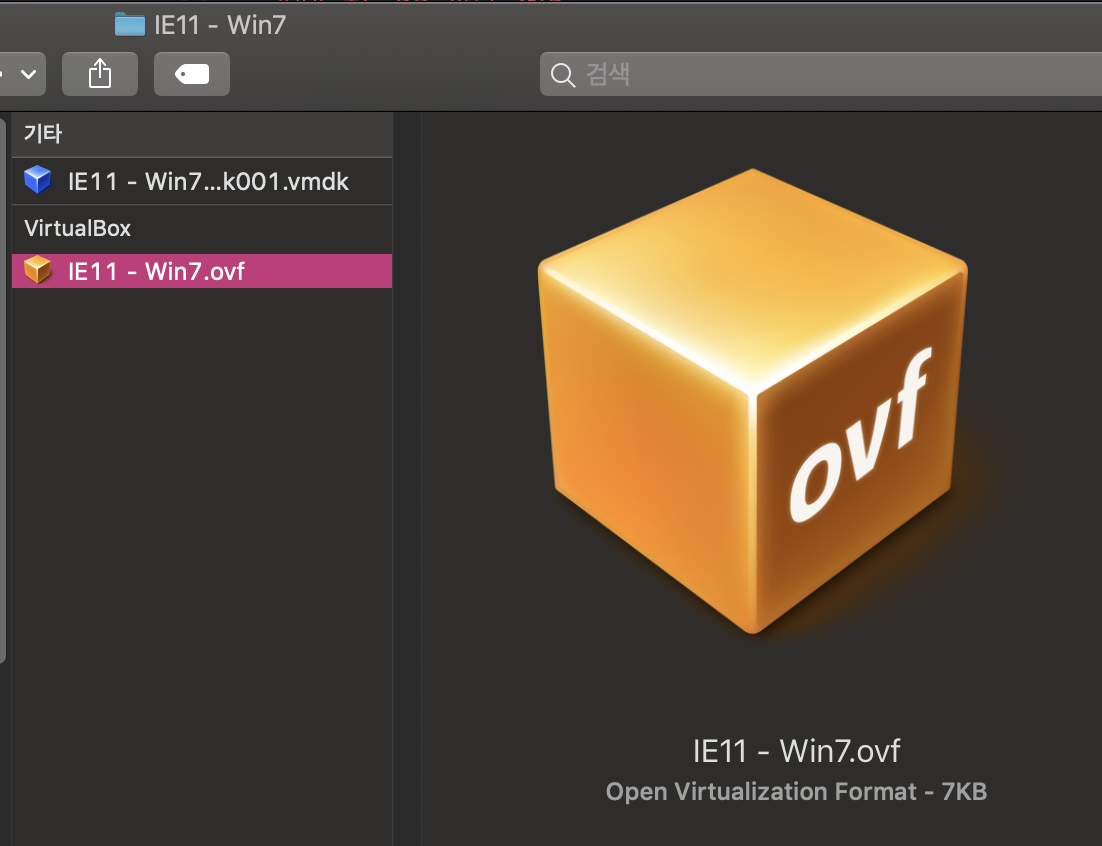 IE11 - Win7
검색
기타
IE11 - Win7...k001.vmdk
VirtualBox
IE11 - Win7.ovf
ovf
IE11 - Win7.ovf
Open Virtualization Format - 7KB